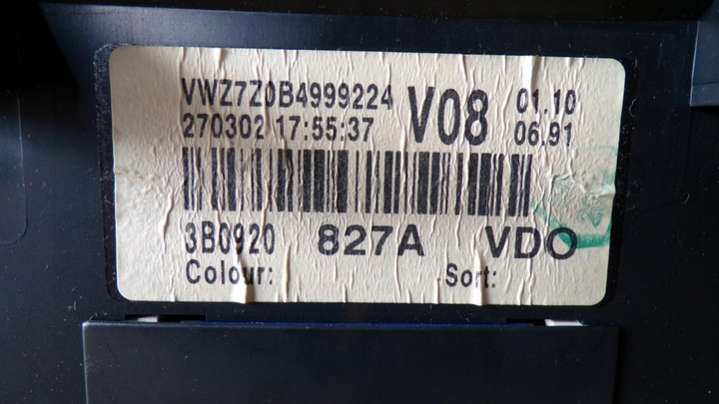 VWZ7Z0B4999224 V08 01.10
270302 17:55:37 06.91
3B0920 827A VDO
Colour: Sort: